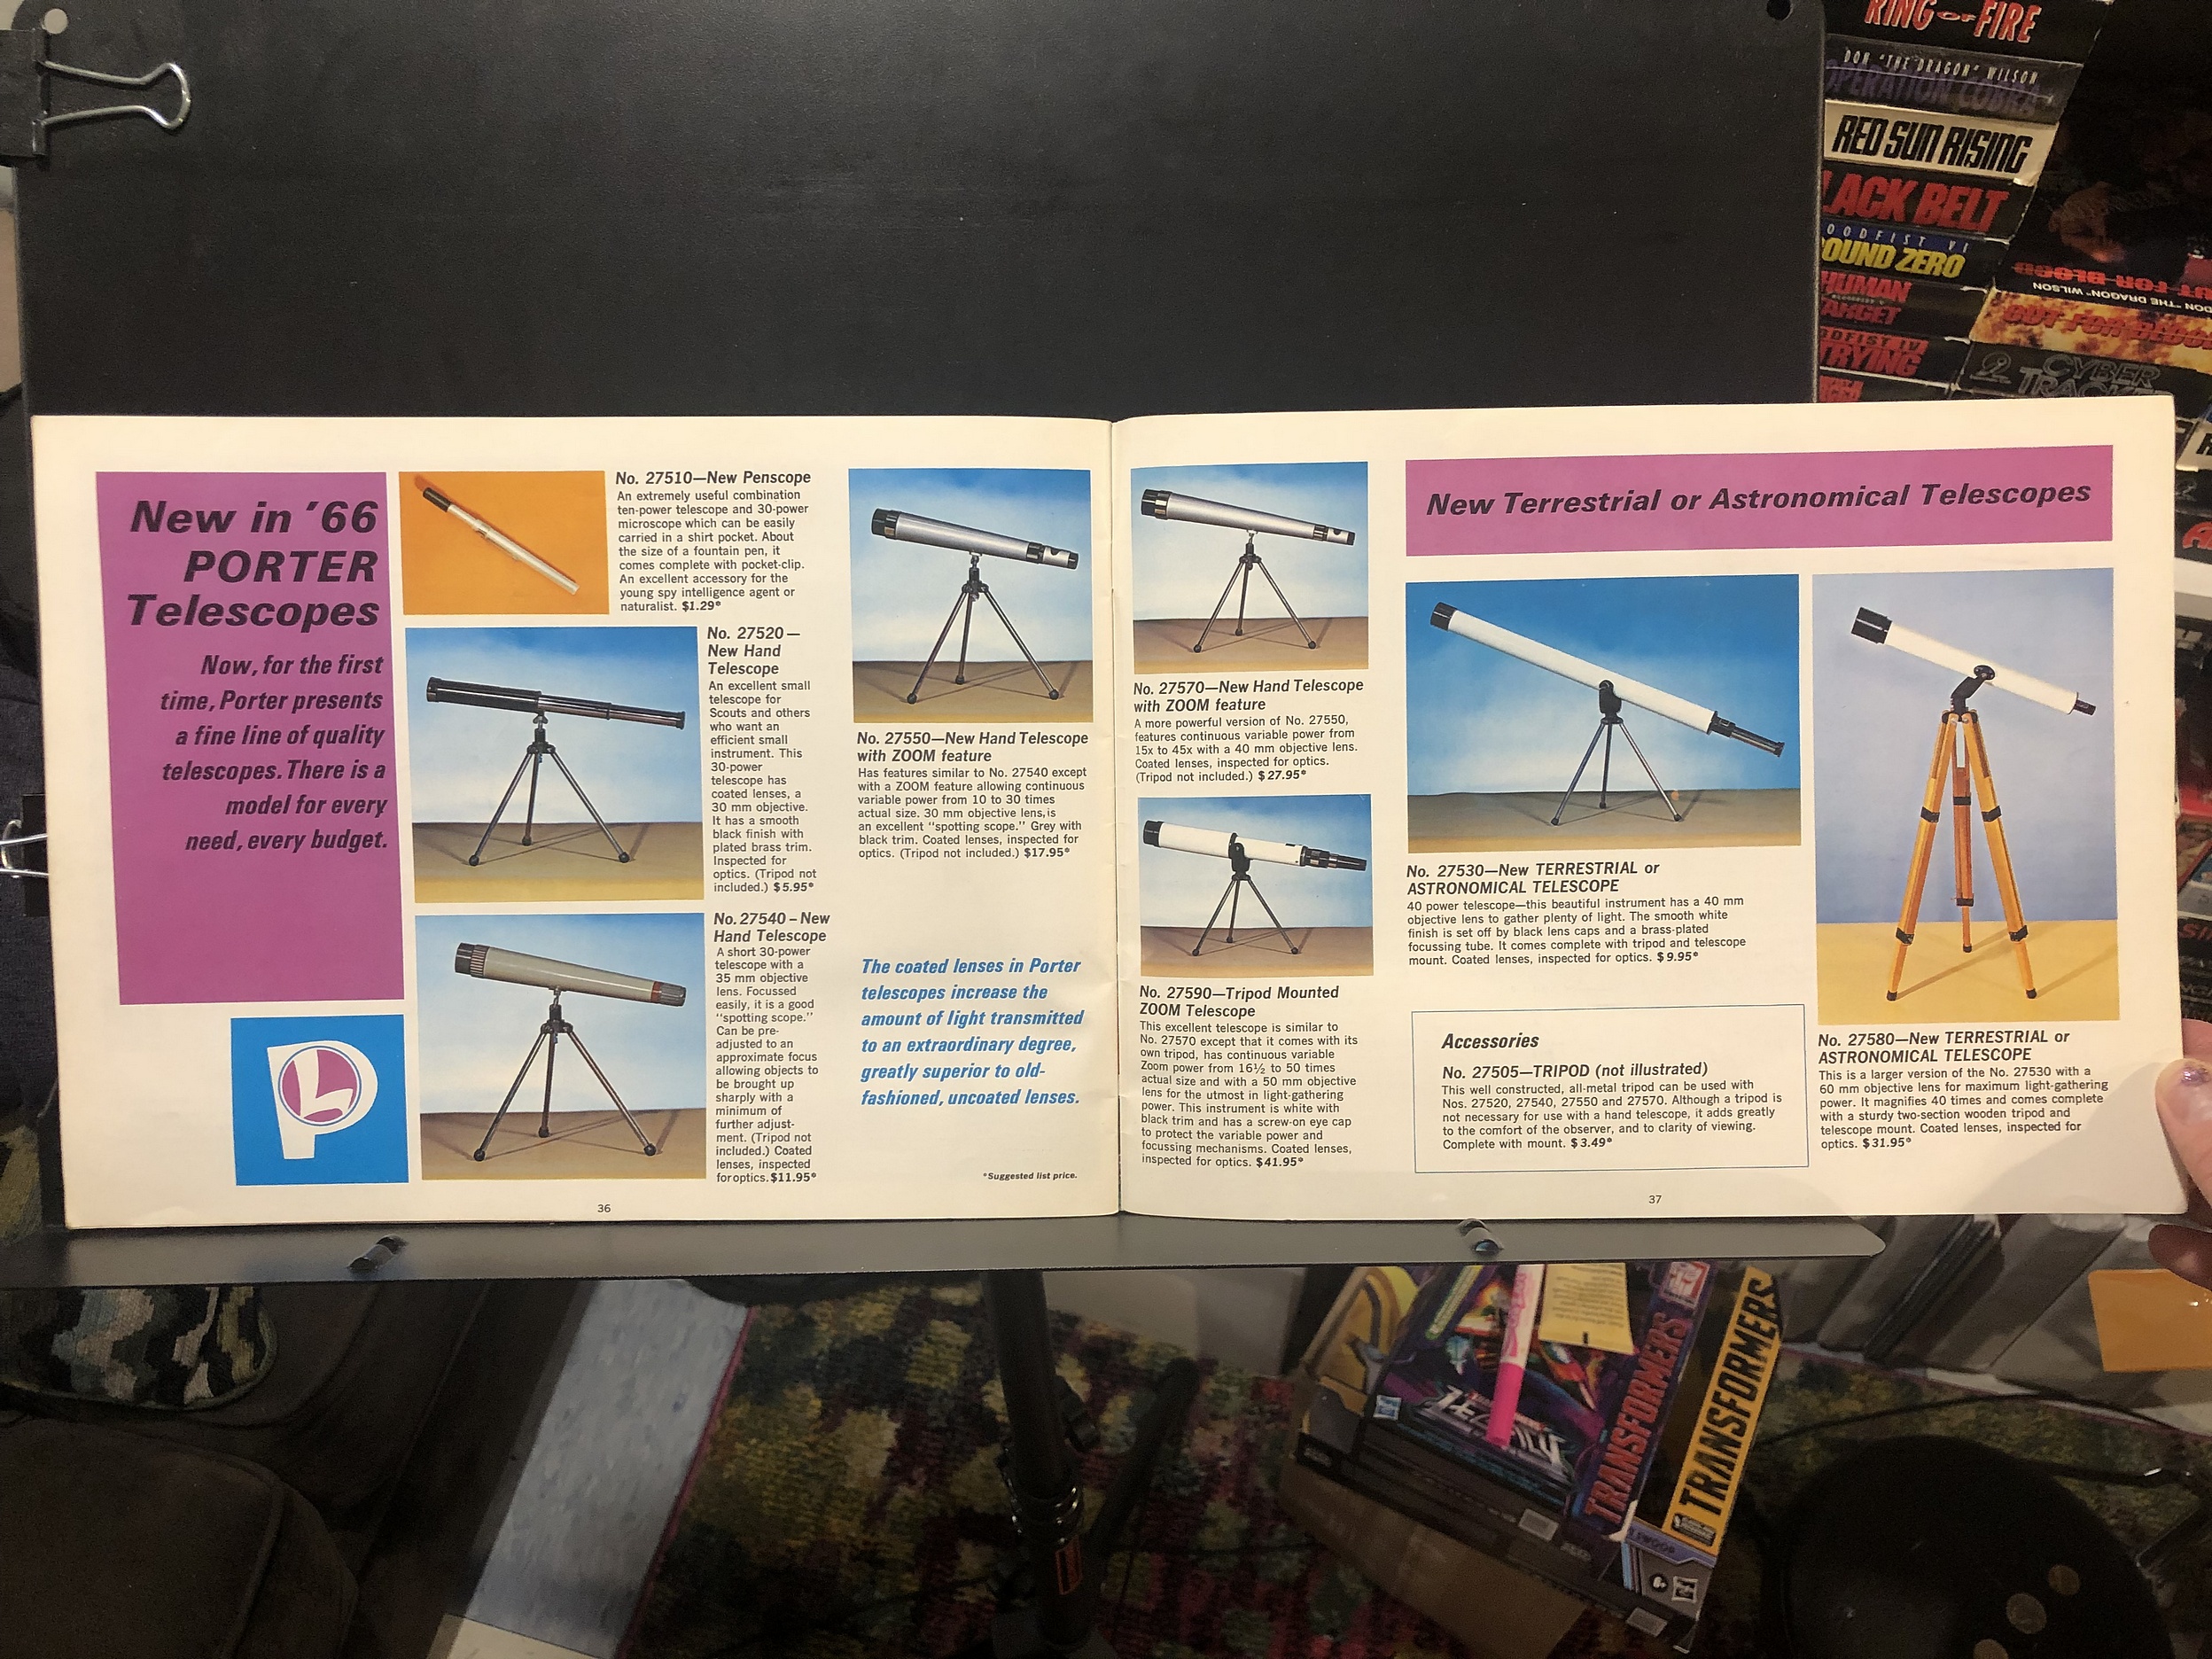 New in '66
PORTER
Telescopes
Now, for the first
time, Porter presents
a fine line of quality
telescopes. There is a
model for every
need, every budget.
No. 27510—New Penscope
An extremely useful combination
ten-power telescope and 30-power
microscope which can be easily
carried in a shirt pocket. About
the size of a fountain pen, it
comes complete with pocket-clip.
An excellent accessory for the
young spy intelligence agent or
naturalist. $1.29*
No. 27520—
New Hand
Telescope
An excellent small
telescope for
Scouts and others
who want an
efficient small
instrument. This
30-power
telescope has
coated lenses, a
30 mm objective.
It has a smooth
black finish with
plated brass trim.
Inspected for
optics. (Tripod not
included.) $5.95*
No. 27540 – New
Hand Telescope
A short 30-power
telescope with a
35 mm objective
lens. Focussed
easily, it is a good
"spotting scope."
Can be pre-
adjusted to an
approximate focus
allowing objects to
be brought up
sharply with a
minimum of
further adjust-
ment. (Tripod not
included.) Coated
lenses, inspected
for optics. $11.95*
No. 27550—New Hand Telescope
with ZOOM feature
Has features similar to No. 27540 except
with a ZOOM feature allowing continuous
variable power from 10 to 30 times
actual size. 30 mm objective lens, is
an excellent "spotting scope." Grey with
black trim. Coated lenses, inspected for
optics. (Tripod not included.) $17.95*
The coated lenses in Porter
telescopes increase the
amount of light transmitted
to an extraordinary degree,
greatly superior to old-
fashioned, uncoated lenses.
*Suggested list price.
36
No. 27570—New Hand Telescope
with ZOOM feature
A more powerful version of No. 27550,
features continuous variable power from
15x to 45x with a 40 mm objective lens.
Coated lenses, inspected for optics.
(Tripod not included.) $27.95*
No. 27590—Tripod Mounted
ZOOM Telescope
This excellent telescope is similar to
No. 27570 except that it comes with its
own tripod, has continuous variable
Zoom power from 16½ to 50 times
actual size and with a 50 mm objective
lens for the utmost in light-gathering
power. This instrument is white with
black trim and has a screw-on eye cap
to protect the variable power and
focussing mechanisms. Coated lenses,
inspected for optics. $41.95*
New Terrestrial or Astronomical Telescopes
No. 27530—New TERRESTRIAL or
ASTRONOMICAL TELESCOPE
40 power telescope—this beautiful instrument has a 40 mm
objective lens to gather plenty of light. The smooth white
finish is set off by black lens caps and a brass-plated
focussing tube. It comes complete with tripod and telescope
mount. Coated lenses, inspected for optics. $9.95*
Accessories
No. 27505—TRIPOD (not illustrated)
This well constructed, all-metal tripod can be used with
Nos. 27520, 27540, 27550 and 27570. Although a tripod is
not necessary for use with a hand telescope, it adds greatly
to the comfort of the observer, and to clarity of viewing.
Complete with mount. $3.49*
No. 27580—New TERRESTRIAL or
ASTRONOMICAL TELESCOPE
This is a larger version of the No. 27530 with a
60 mm objective lens for maximum light-gathering
power. It magnifies 40 times and comes complete
with a sturdy two-section wooden tripod and
telescope mount. Coated lenses, inspected for
optics. $31.95*
37
RING OF FIRE
DON "THE DRAGON" WILSON
OPERATION COBRA
RED SUN RISING
LACK BELT
OODFIST VI
OUND ZERO
HUMAN
TARGET
DFIST IV
TRYING
DON "THE DRAGON" WILSON
OUT FOR BLOOD
CYBER
TRACKER
TRANSFORMERS
TRANSFORMERS
LEGACY
6+